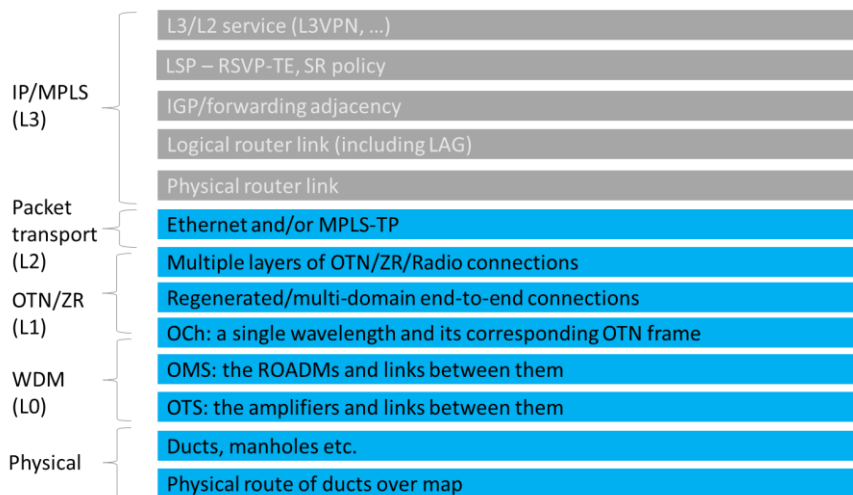 L3/L2 service (L3VPN, ...)
LSP – RSVP-TE, SR policy
IP/MPLS
(L3)
IGP/forwarding adjacency
Logical router link (including LAG)
Physical router link
Packet
transport
(L2)
Ethernet and/or MPLS-TP
Multiple layers of OTN/ZR/Radio connections
OTN/ZR
(L1)
Regenerated/multi-domain end-to-end connections
OCh: a single wavelength and its corresponding OTN frame
WDM
(L0)
OMS: the ROADMs and links between them
OTS: the amplifiers and links between them
Physical
Ducts, manholes etc.
Physical route of ducts over map